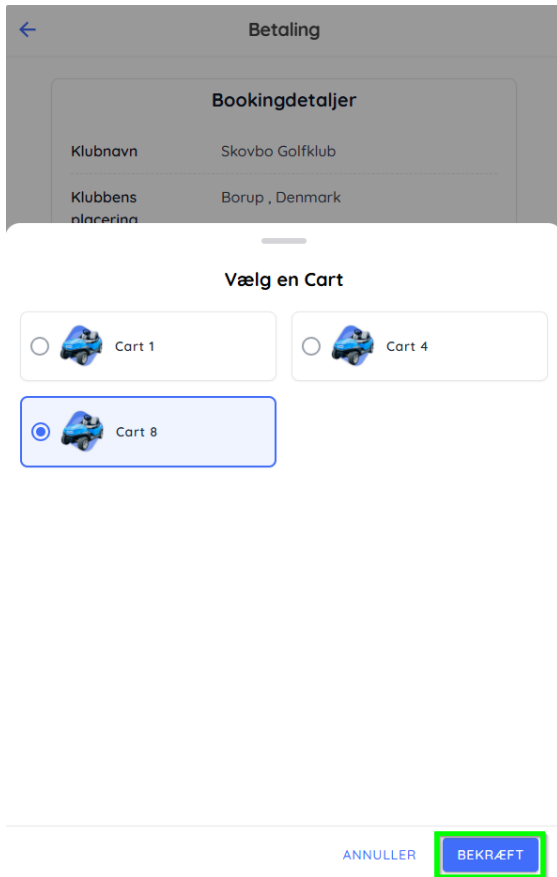 Betaling
Bookingdetaljer
Klubnavn Skovbo Golfklub
Klubbens Borup , Denmark
placering
Vælg en Cart
Cart 1 Cart 4
Cart 8
ANNULLER BEKRÆFT